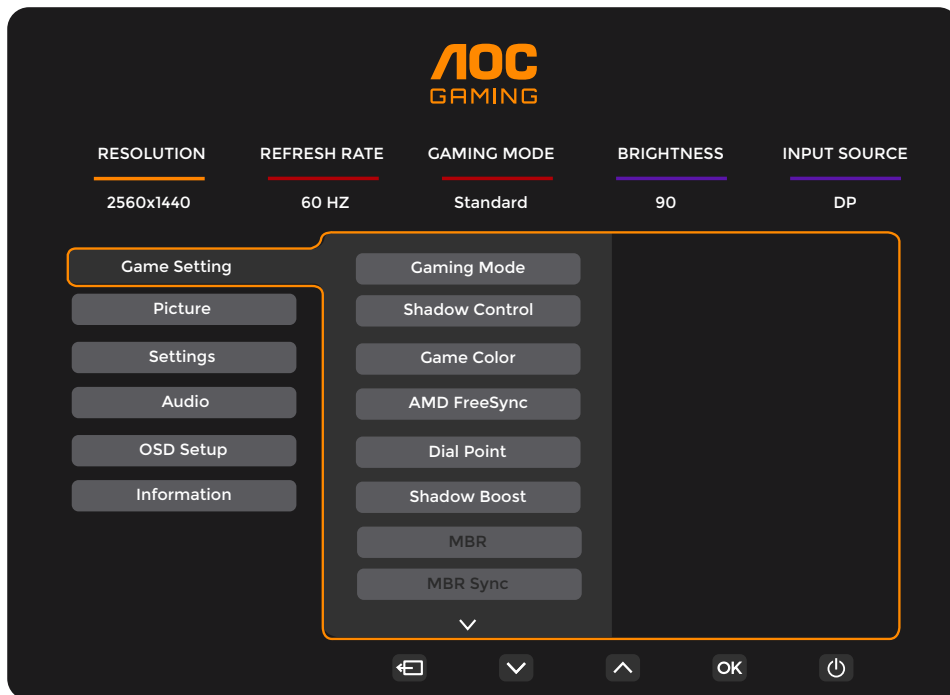 AOC
GAMING
RESOLUTION REFRESH RATE GAMING MODE BRIGHTNESS INPUT SOURCE
2560x1440 60 HZ Standard 90 DP
Game Setting
Picture
Settings
Audio
OSD Setup
Information
Gaming Mode
Shadow Control
Game Color
AMD FreeSync
Dial Point
Shadow Boost
MBR
MBR Sync
OK